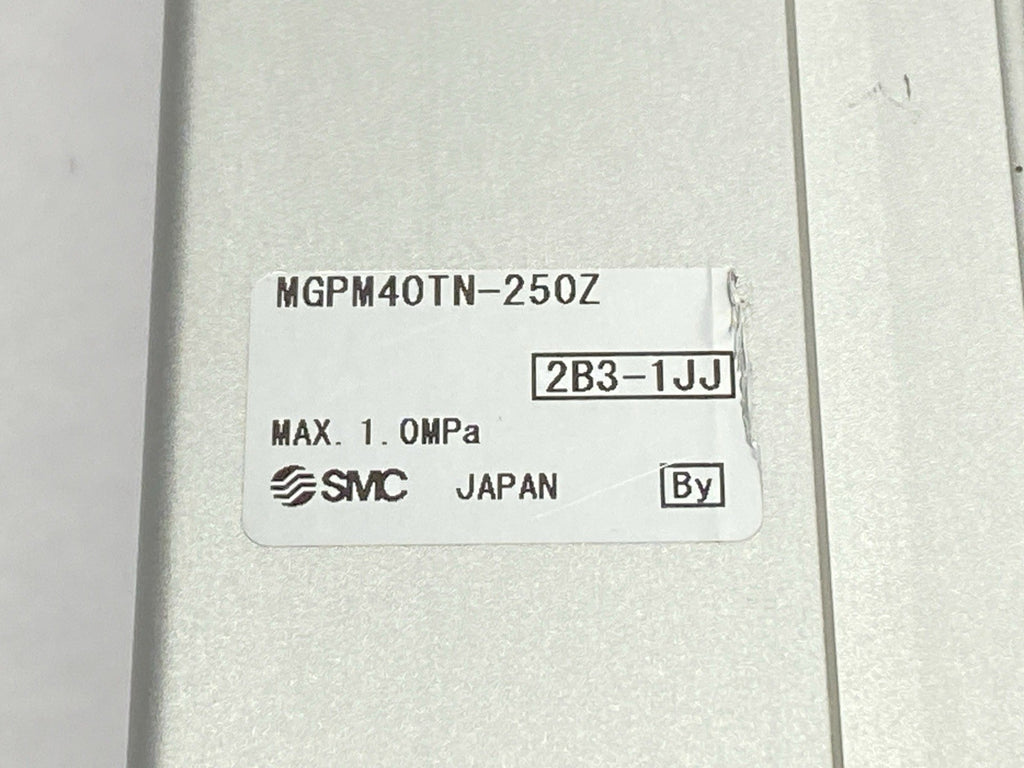 MGPM40TN-250Z
2B3-1JJ
MAX. 1.0MPa
SMC JAPAN By